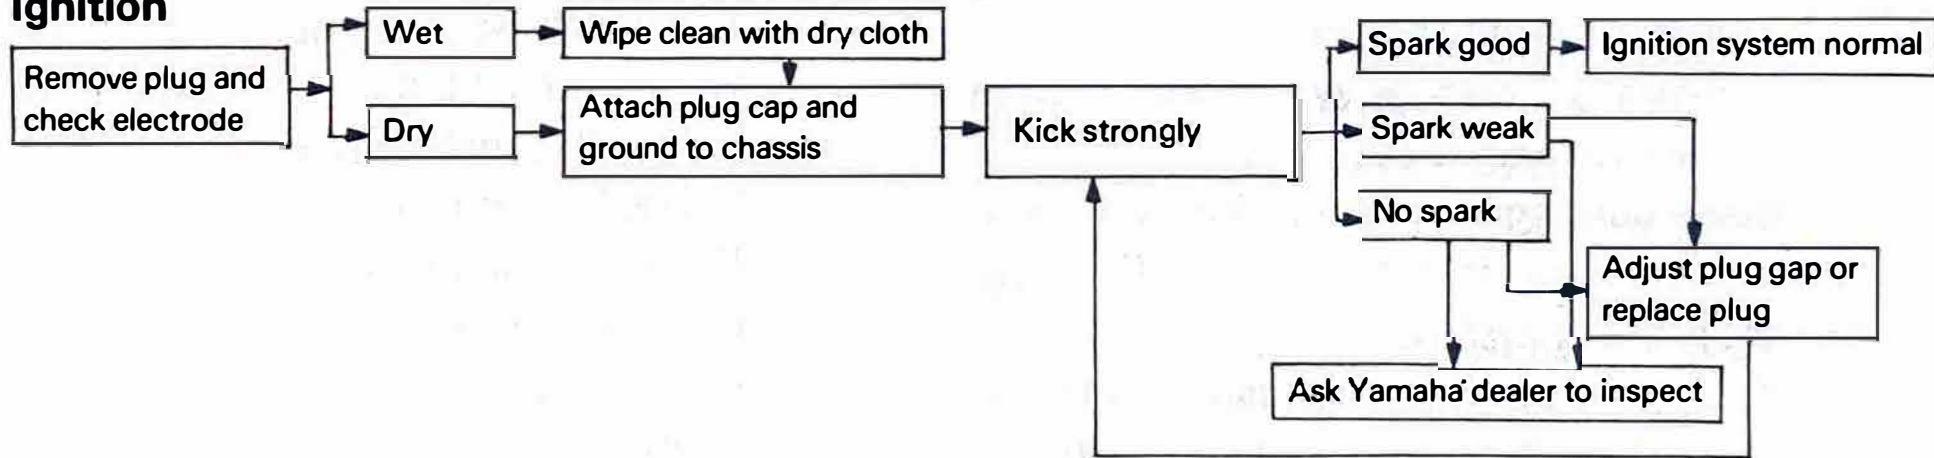 Ignition
Remove plug and
check electrode
Wet
Wipe clean with dry cloth
Dry
Attach plug cap and
ground to chassis
Kick strongly
Spark good
Ignition system normal
Spark weak
No spark
Adjust plug gap or
replace plug
Ask Yamaha dealer to inspect